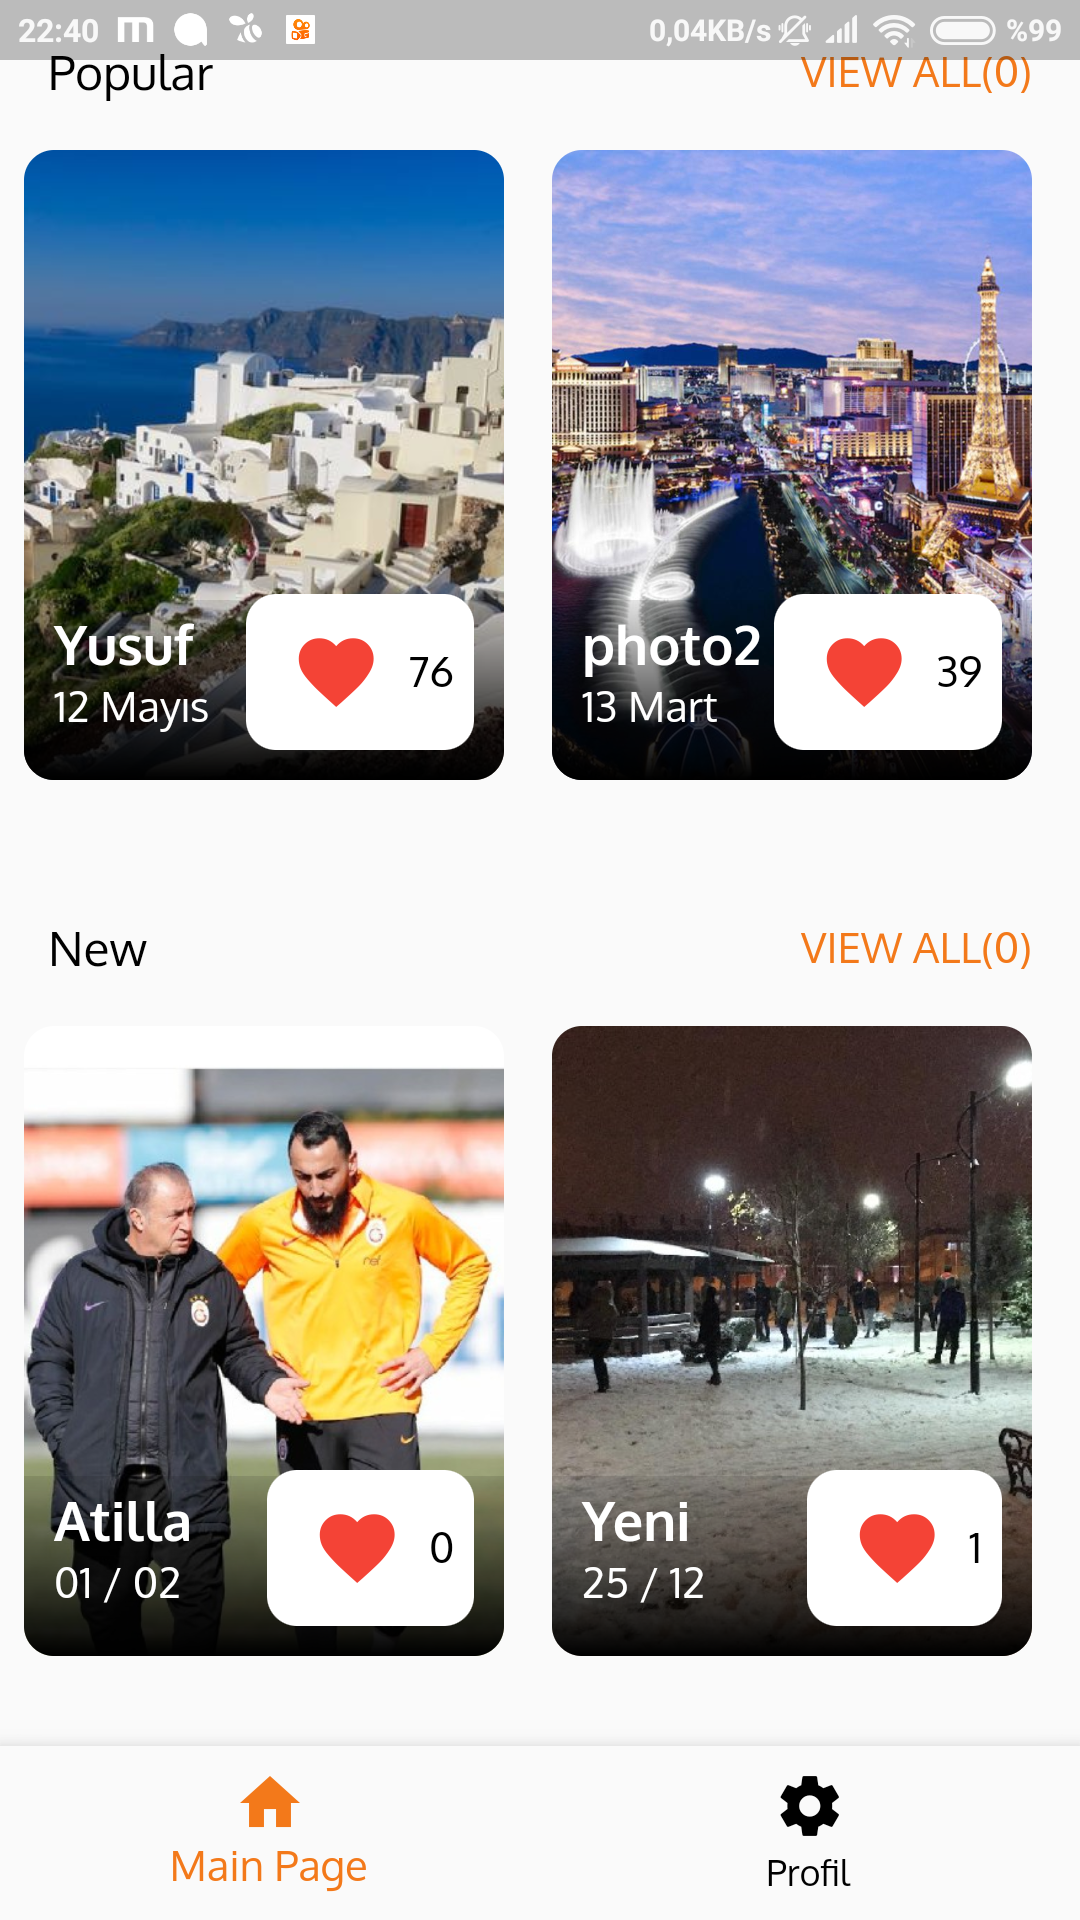 22:40 m 0,04KB/s %99
Popular VIEW ALL(0)
Yusuf
12 Mayıs
76
photo2
13 Mart
39
New VIEW ALL(0)
Atilla
01 / 02
0
Yeni
25 / 12
1
Main Page
Profil